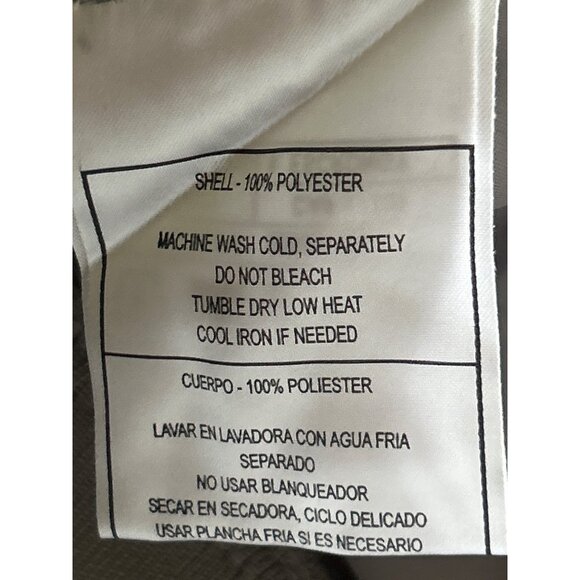 SHELL - 100% POLYESTER
MACHINE WASH COLD, SEPARATELY
DO NOT BLEACH
TUMBLE DRY LOW HEAT
COOL IRON IF NEEDED
CUERPO - 100% POLIESTER
LAVAR EN LAVADORA CON AGUA FRIA
SEPARADO
NO USAR BLANQUEADOR
SECAR EN SECADORA, CICLO DELICADO
USAR PLANCHA FRIA SI ES NECESARIO